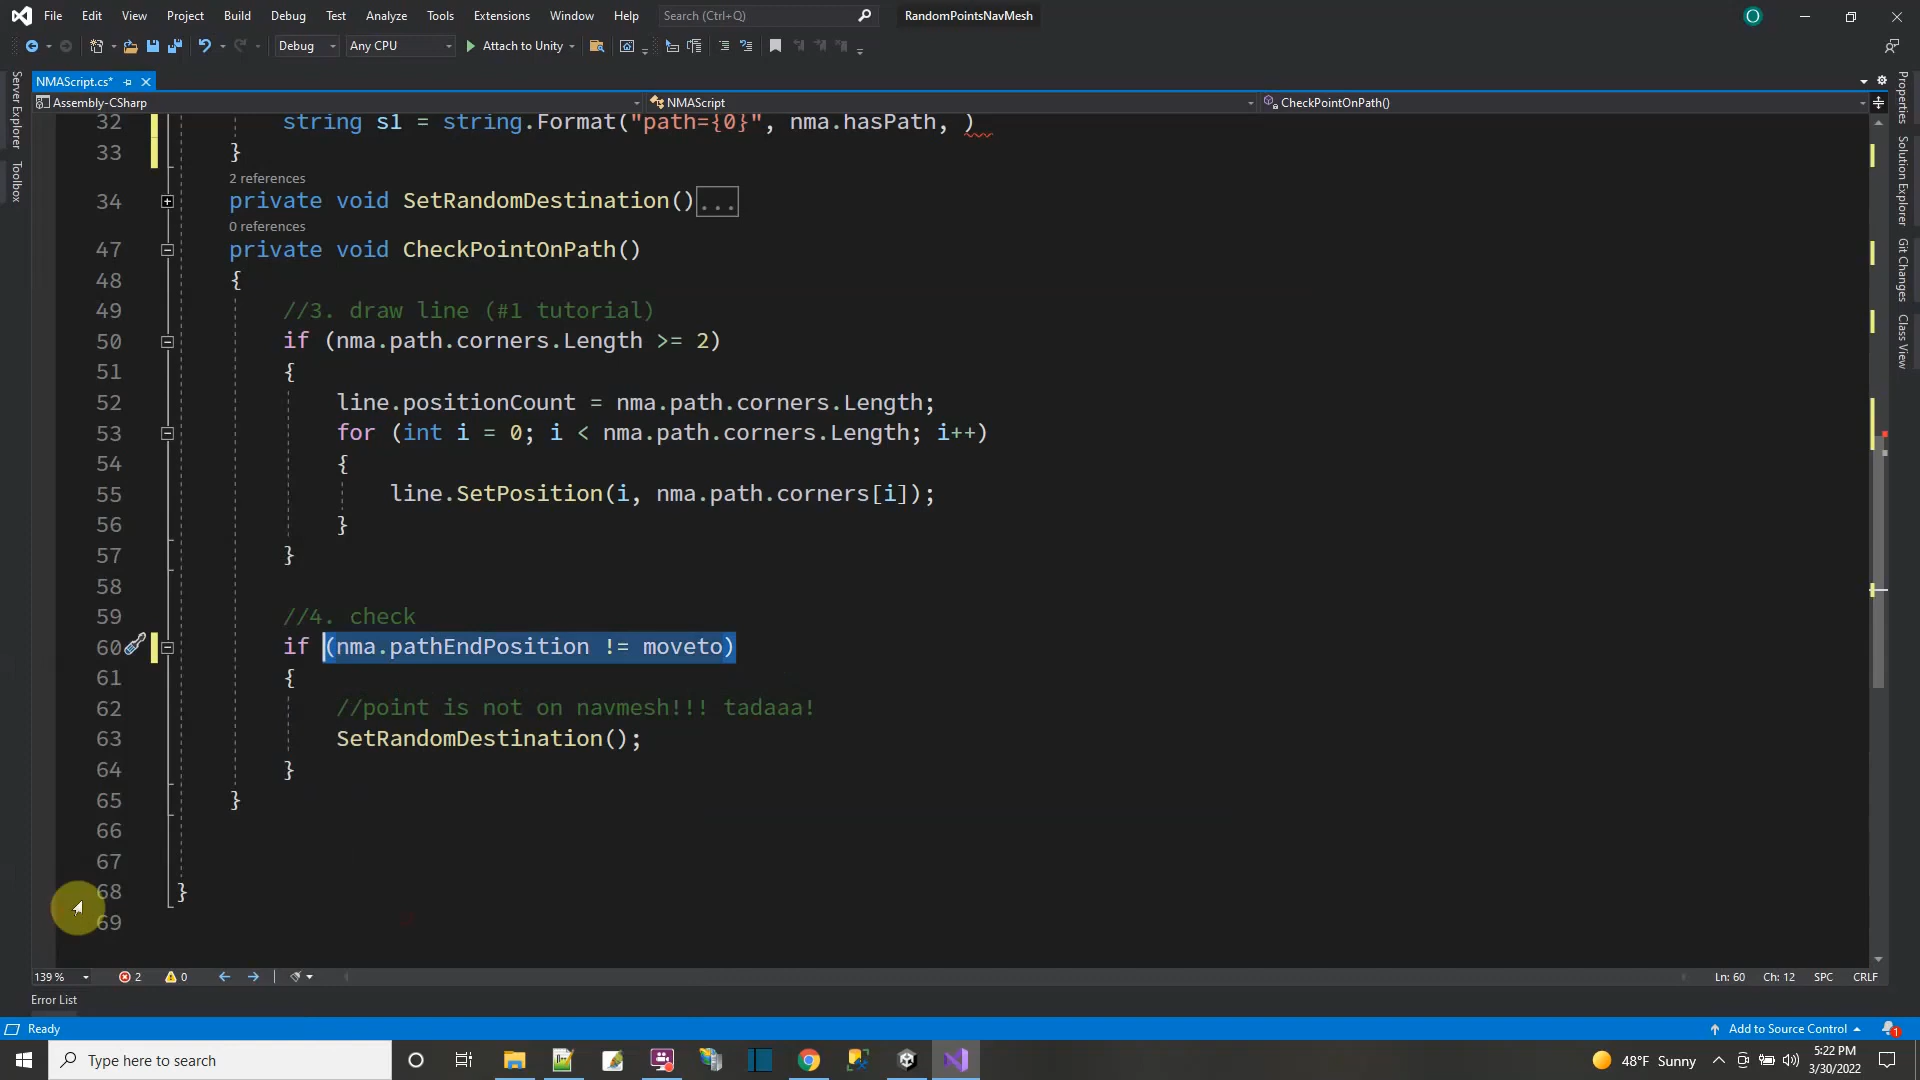 File Edit View Project Build Debug Test Analyze Tools Extensions Window Help Search (Ctrl+Q) RandomPointsNavMesh O
Debug Any CPU Attach to Unity
NMAScript.cs*
Assembly-CSharp NMAScript CheckPointOnPath()
Server Explorer
Toolbox
Properties
Solution Explorer
Git Changes
Class View
32 string s1 = string.Format("path={0}", nma.hasPath, )
33 }
2 references
34 private void SetRandomDestination()...
0 references
47 private void CheckPointOnPath()
48 {
49 //3. draw line (#1 tutorial)
50 if (nma.path.corners.Length >= 2)
51 {
52 line.positionCount = nma.path.corners.Length;
53 for (int i = 0; i < nma.path.corners.Length; i++)
54 {
55 line.SetPosition(i, nma.path.corners[i]);
56 }
57 }
58
59 //4. check
60 if (nma.pathEndPosition != moveto)
61 {
62 //point is not on navmesh!!! tadaaa!
63 SetRandomDestination();
64 }
65 }
66
67
68 }
69
139 % 2 0 Ln: 60 Ch: 12 SPC CRLF
Error List
Ready Add to Source Control 1
Type here to search 48°F Sunny 5:22 PM
3/30/2022